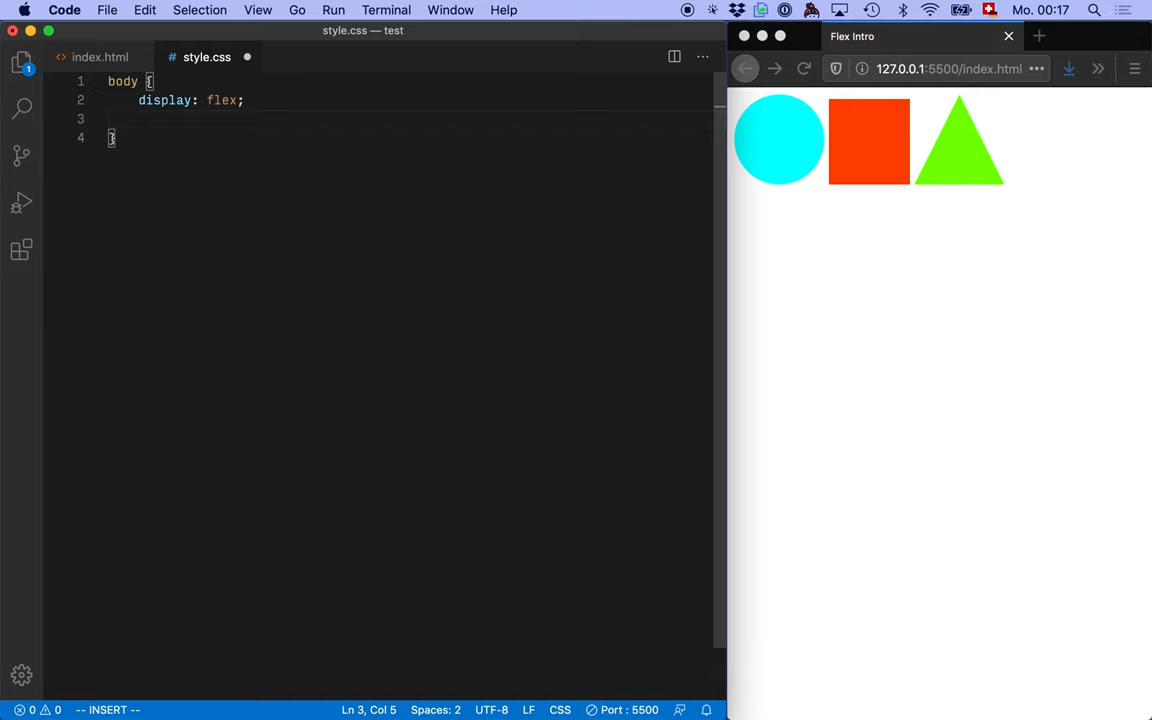 Code File Edit Selection View Go Run Terminal Window Help Mo. 00:17
style.css — test
index.html # style.css
Flex Intro
127.0.0.1:5500/index.html
1
1 body {
2 display: flex;
3
4 }
0 0 -- INSERT -- Ln 3, Col 5 Spaces: 2 UTF-8 LF CSS Port : 5500